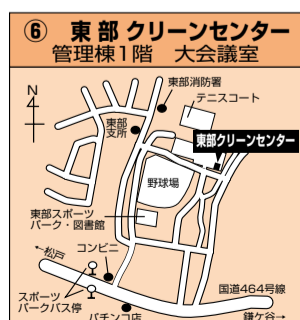 ⑥ 東部クリーンセンター
管理棟1階 大会議室
N
東部消防署
テニスコート
東部
支所
東部クリーンセンター
野球場
東部スポーツ
パーク・図書館
←松戸
コンビニ
国道464号線
スポーツ
パークバス停
パチンコ店
鎌ケ谷→